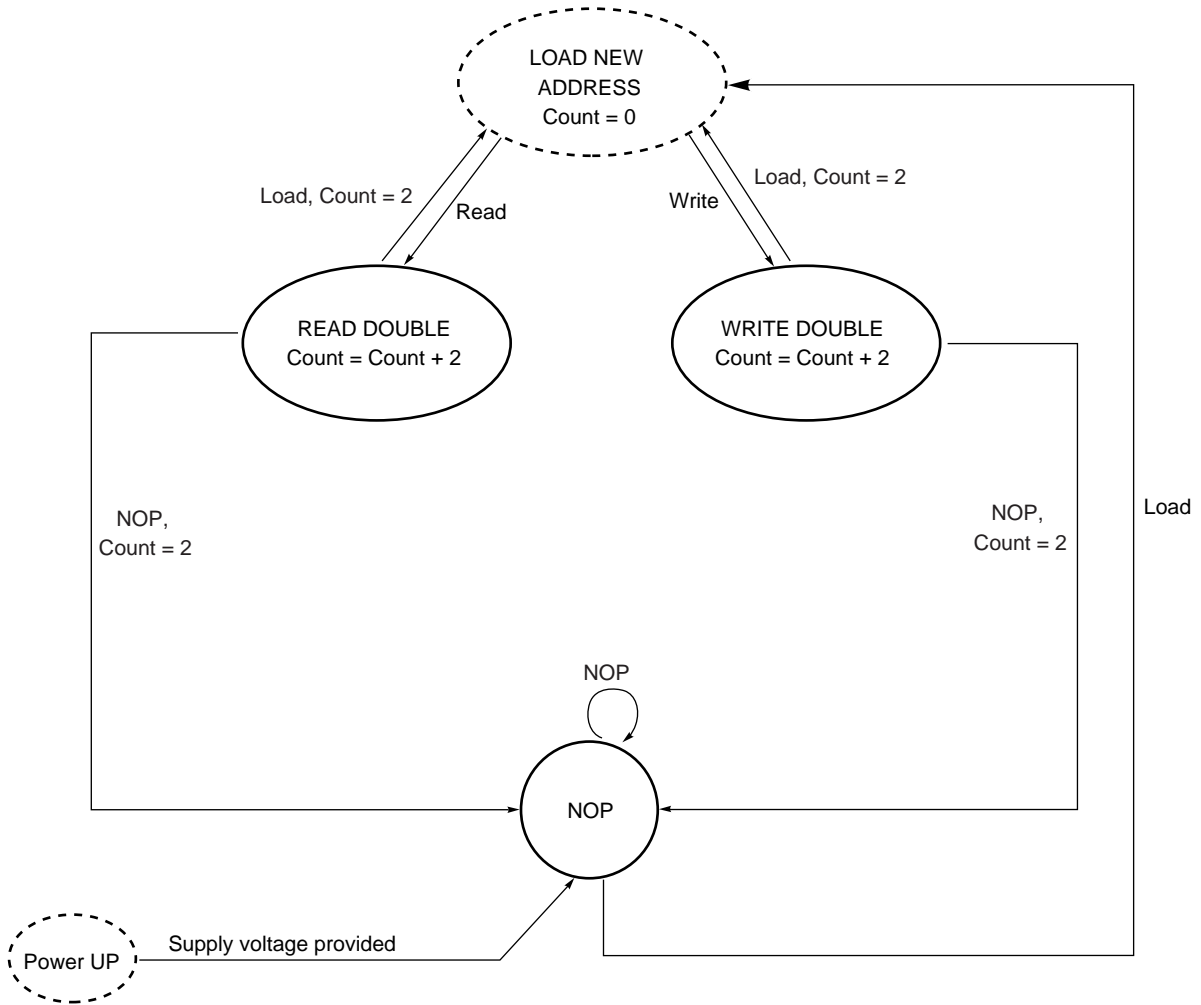 LOAD NEW
ADDRESS
Count = 0
Load, Count = 2
Read
Write
Load, Count = 2
READ DOUBLE
Count = Count + 2
WRITE DOUBLE
Count = Count + 2
NOP,
Count = 2
NOP,
Count = 2
Load
NOP
NOP
Supply voltage provided
Power UP